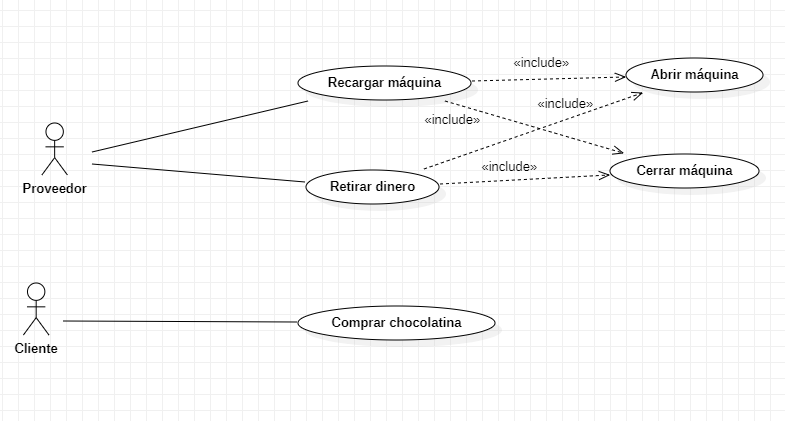 «include»
Abrir máquina
Recargar máquina
«include»
«include»
Proveedor
Retirar dinero
«include»
Cerrar máquina
Cliente
Comprar chocolatina